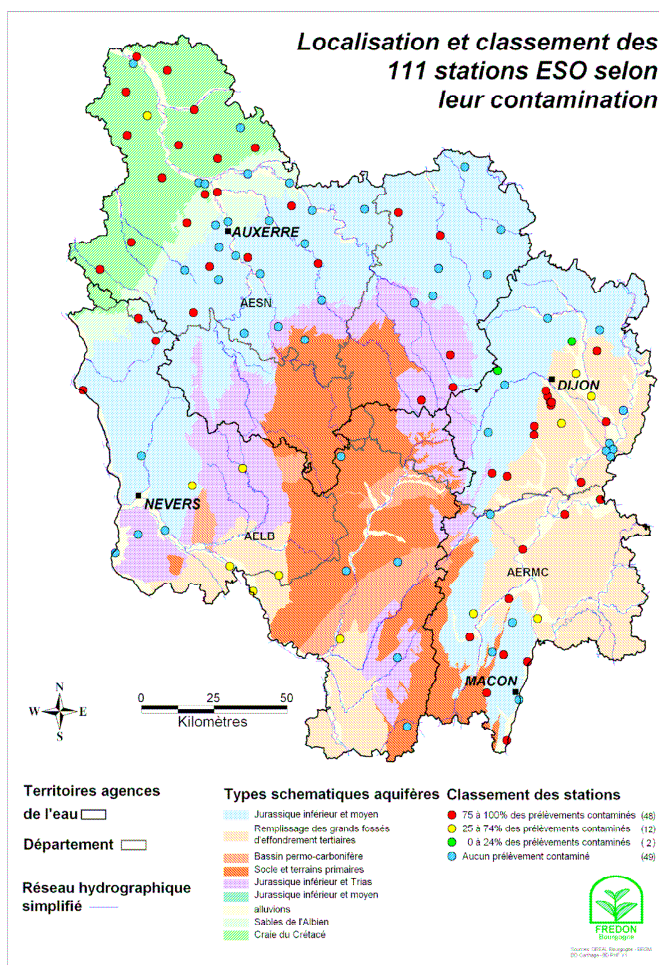 Localisation et classement des
111 stations ESO selon
leur contamination
AUXERRE
AESN
DIJON
NEVERS
AELB
AERMC
MACON
N
W E
S
0 25 50
Kilomètres
Territoires agences
de l'eau
Département
Réseau hydrographique
simplifié
Types schematiques aquifères
Jurassique inférieur et moyen
Remplissage des grands fossés
d'effondrement tertiaires
Bassin permo-carbonifère
Socle et terrains primaires
Jurassique inférieur et Trias
Jurassique inférieur et moyen
alluvions
Sables de l'Albien
Craie du Crétacé
Classement des stations
75 à 100% des prélèvements contaminés (48)
25 à 74% des prélèvements contaminés (12)
0 à 24% des prélèvements contaminés (2)
Aucun prélèvement contaminé (49)
FREDON
Bourgogne